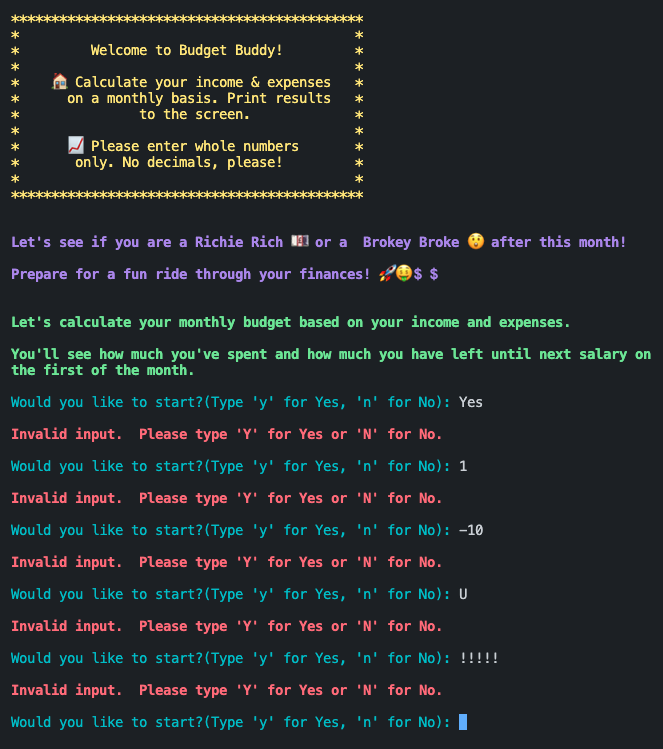 ********************************************
*                                          *
*         Welcome to Budget Buddy!         *
*                                          *
*    🏠 Calculate your income & expenses   *
*      on a monthly basis. Print results   *
*               to the screen.             *
*                                          *
*      📈 Please enter whole numbers       *
*       only. No decimals, please!         *
*                                          *
********************************************
Let's see if you are a Richie Rich 💵 or a  Brokey Broke 😲 after this month!
Prepare for a fun ride through your finances! 🚀🤑$ $
Let's calculate your monthly budget based on your income and expenses.
You'll see how much you've spent and how much you have left until next salary on
the first of the month.
Would you like to start?(Type 'y' for Yes, 'n' for No): Yes
Invalid input.  Please type 'Y' for Yes or 'N' for No.
Would you like to start?(Type 'y' for Yes, 'n' for No): 1
Invalid input.  Please type 'Y' for Yes or 'N' for No.
Would you like to start?(Type 'y' for Yes, 'n' for No): -10
Invalid input.  Please type 'Y' for Yes or 'N' for No.
Would you like to start?(Type 'y' for Yes, 'n' for No): U
Invalid input.  Please type 'Y' for Yes or 'N' for No.
Would you like to start?(Type 'y' for Yes, 'n' for No): !!!!!
Invalid input.  Please type 'Y' for Yes or 'N' for No.
Would you like to start?(Type 'y' for Yes, 'n' for No):